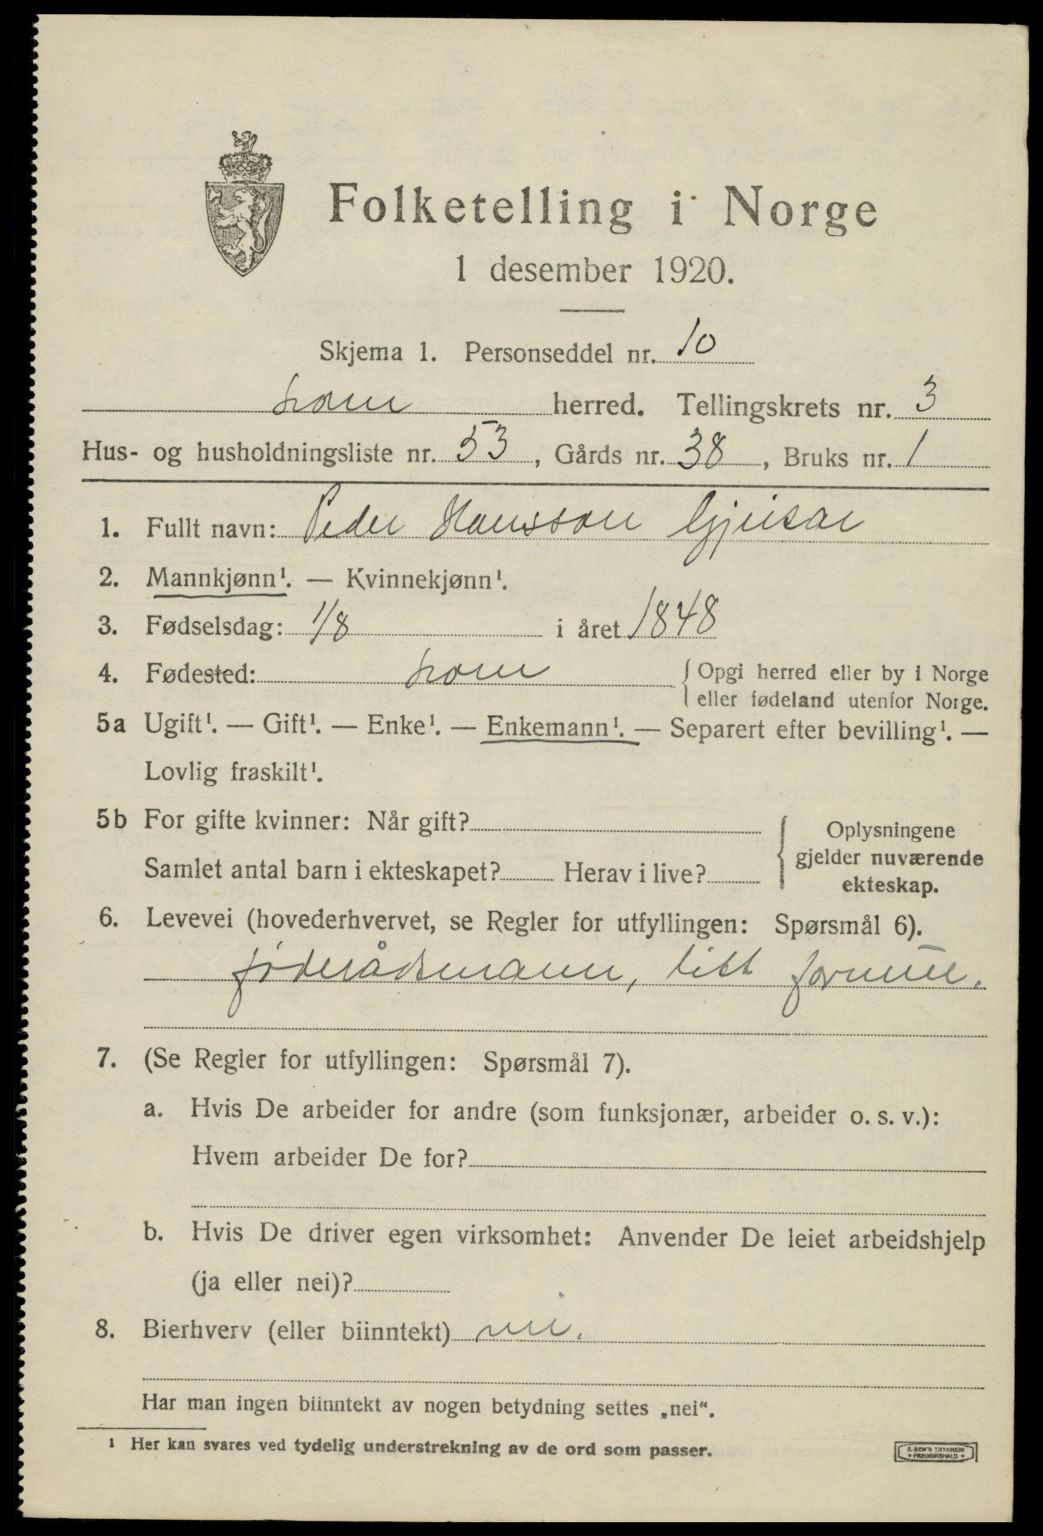 Folketelling i Norge
1 desember 1920.
Skjema 1. Personseddel nr. 10
Lom herred. Tellingskrets nr. 3
Hus- og husholdningsliste nr. 53, Gårds nr. 38, Bruks nr. 1
1. Fullt navn: Peder Hansson Gjeisar
2. Mannkjønn¹. — Kvinnekjønn¹.
3. Fødselsdag: 1/8 i året 1848
4. Fødested: Lom { Opgi herred eller by i Norge
eller fødeland utenfor Norge.
5a Ugift¹. — Gift¹. — Enke¹. — Enkemann¹. — Separert efter bevilling¹. —
Lovlig fraskilt¹.
5b For gifte kvinner: Når gift?
Samlet antal barn i ekteskapet? Herav i live?
Oplysningene
gjelder nuværende
ekteskap.
6. Levevei (hovederhvervet, se Regler for utfyllingen: Spørsmål 6).
føderådsmann, litt formue.
7. (Se Regler for utfyllingen: Spørsmål 7).
a. Hvis De arbeider for andre (som funksjonær, arbeider o. s. v.):
Hvem arbeider De for?
b. Hvis De driver egen virksomhet: Anvender De leiet arbeidshjelp
(ja eller nei)?
8. Bierhverv (eller biinntekt) nei.
Har man ingen biinntekt av nogen betydning settes „nei“.
¹ Her kan svares ved tydelig understrekning av de ord som passer.
E. SEM'S TRYKKERI
FREDRIKSHALD